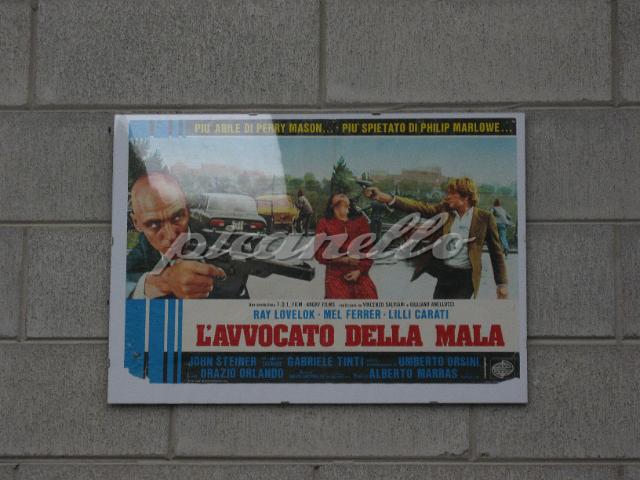 PIU' ABILE DI PERRY MASON... · PIU' SPIETATO DI PHILIP MARLOWE...
picanello
RAY LOVELOK · MEL FERRER · LILLI CARATI
L'AVVOCATO DELLA MALA
JOHN STEINER GABRIELE TINTI UMBERTO ORSINI
ORAZIO ORLANDO ALBERTO MARRAS